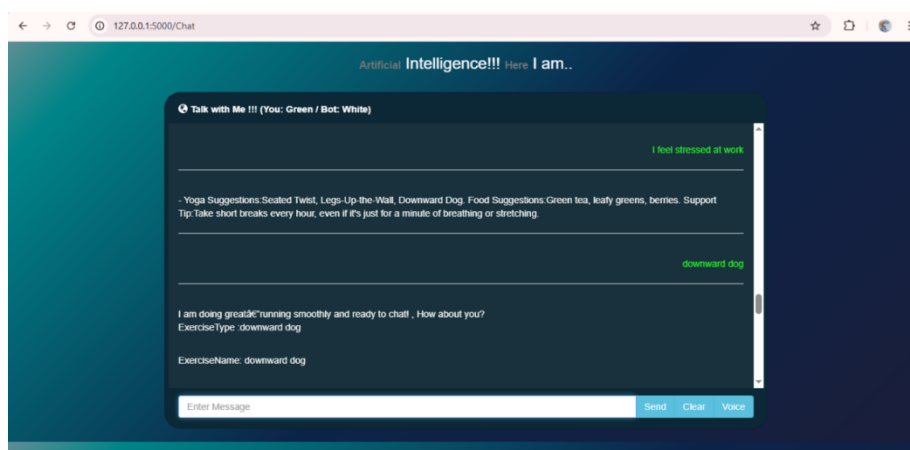 127.0.0.1:5000/Chat
Artificial Intelligence!!! Here I am..
Talk with Me !!! (You: Green / Bot: White)
I feel stressed at work
- Yoga Suggestions:Seated Twist, Legs-Up-the-Wall, Downward Dog. Food Suggestions:Green tea, leafy greens, berries. Support
Tip:Take short breaks every hour, even if it's just for a minute of breathing or stretching.
downward dog
I am doing greatâ€"running smoothly and ready to chat! , How about you?
ExerciseType :downward dog
ExerciseName: downward dog
Enter Message
Send Clear Voice